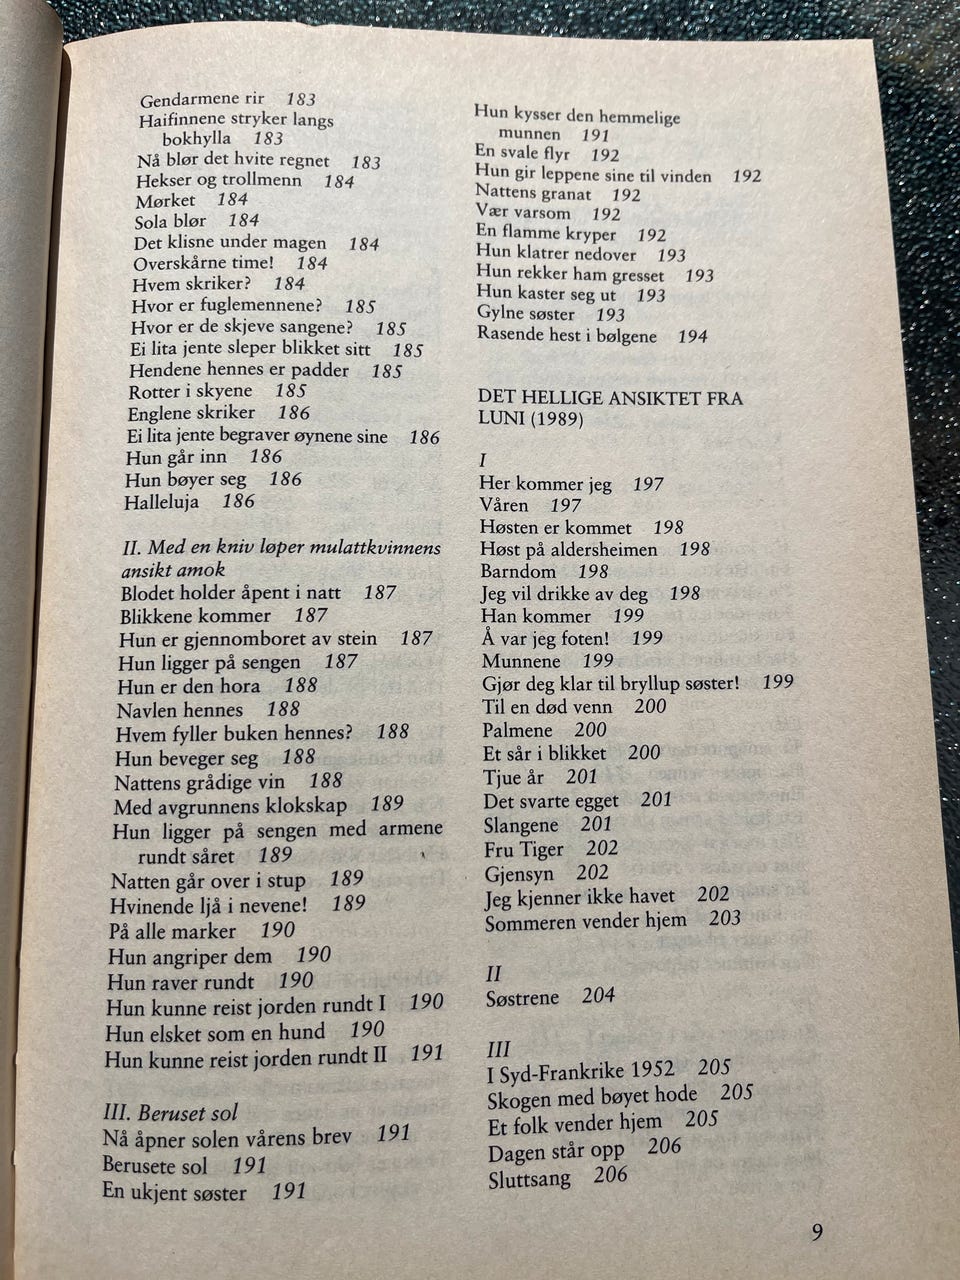 Gendarmene rir 183
Haifinnene stryker langs
bokhylla 183
Nå blør det hvite regnet 183
Hekser og trollmenn 184
Mørket 184
Sola blør 184
Det klisne under magen 184
Overskårne time! 184
Hvem skriker? 184
Hvor er fuglemennene? 185
Hvor er de skjeve sangene? 185
Ei lita jente sleper blikket sitt 185
Hendene hennes er padder 185
Rotter i skyene 185
Englene skriker 186
Ei lita jente begraver øynene sine 186
Hun går inn 186
Hun bøyer seg 186
Halleluja 186
II. Med en kniv løper mulattkvinnens
ansikt amok
Blodet holder åpent i natt 187
Blikkene kommer 187
Hun er gjennomboret av stein 187
Hun ligger på sengen 187
Hun er den hora 188
Navlen hennes 188
Hvem fyller buken hennes? 188
Hun beveger seg 188
Nattens grådige vin 188
Med avgrunnens klokskap 189
Hun ligger på sengen med armene
rundt såret 189
Natten går over i stup 189
Hvinende ljå i nevene! 189
På alle marker 190
Hun angriper dem 190
Hun raver rundt 190
Hun kunne reist jorden rundt I 190
Hun elsket som en hund 190
Hun kunne reist jorden rundt II 191
III. Beruset sol
Nå åpner solen vårens brev 191
Berusete sol 191
En ukjent søster 191
Hun kysser den hemmelige
munnen 191
En svale flyr 192
Hun gir leppene sine til vinden 192
Nattens granat 192
Vær varsom 192
En flamme kryper 192
Hun klatrer nedover 193
Hun rekker ham gresset 193
Hun kaster seg ut 193
Gylne søster 193
Rasende hest i bølgene 194
DET HELLIGE ANSIKTET FRA
LUNI (1989)
I
Her kommer jeg 197
Våren 197
Høsten er kommet 198
Høst på aldersheimen 198
Barndom 198
Jeg vil drikke av deg 198
Han kommer 199
Å var jeg foten! 199
Munnene 199
Gjør deg klar til bryllup søster! 199
Til en død venn 200
Palmene 200
Et sår i blikket 200
Tjue år 201
Det svarte egget 201
Slangene 201
Fru Tiger 202
Gjensyn 202
Jeg kjenner ikke havet 202
Sommeren vender hjem 203
II
Søstrene 204
III
I Syd-Frankrike 1952 205
Skogen med bøyet hode 205
Et folk vender hjem 205
Dagen står opp 206
Sluttsang 206
9